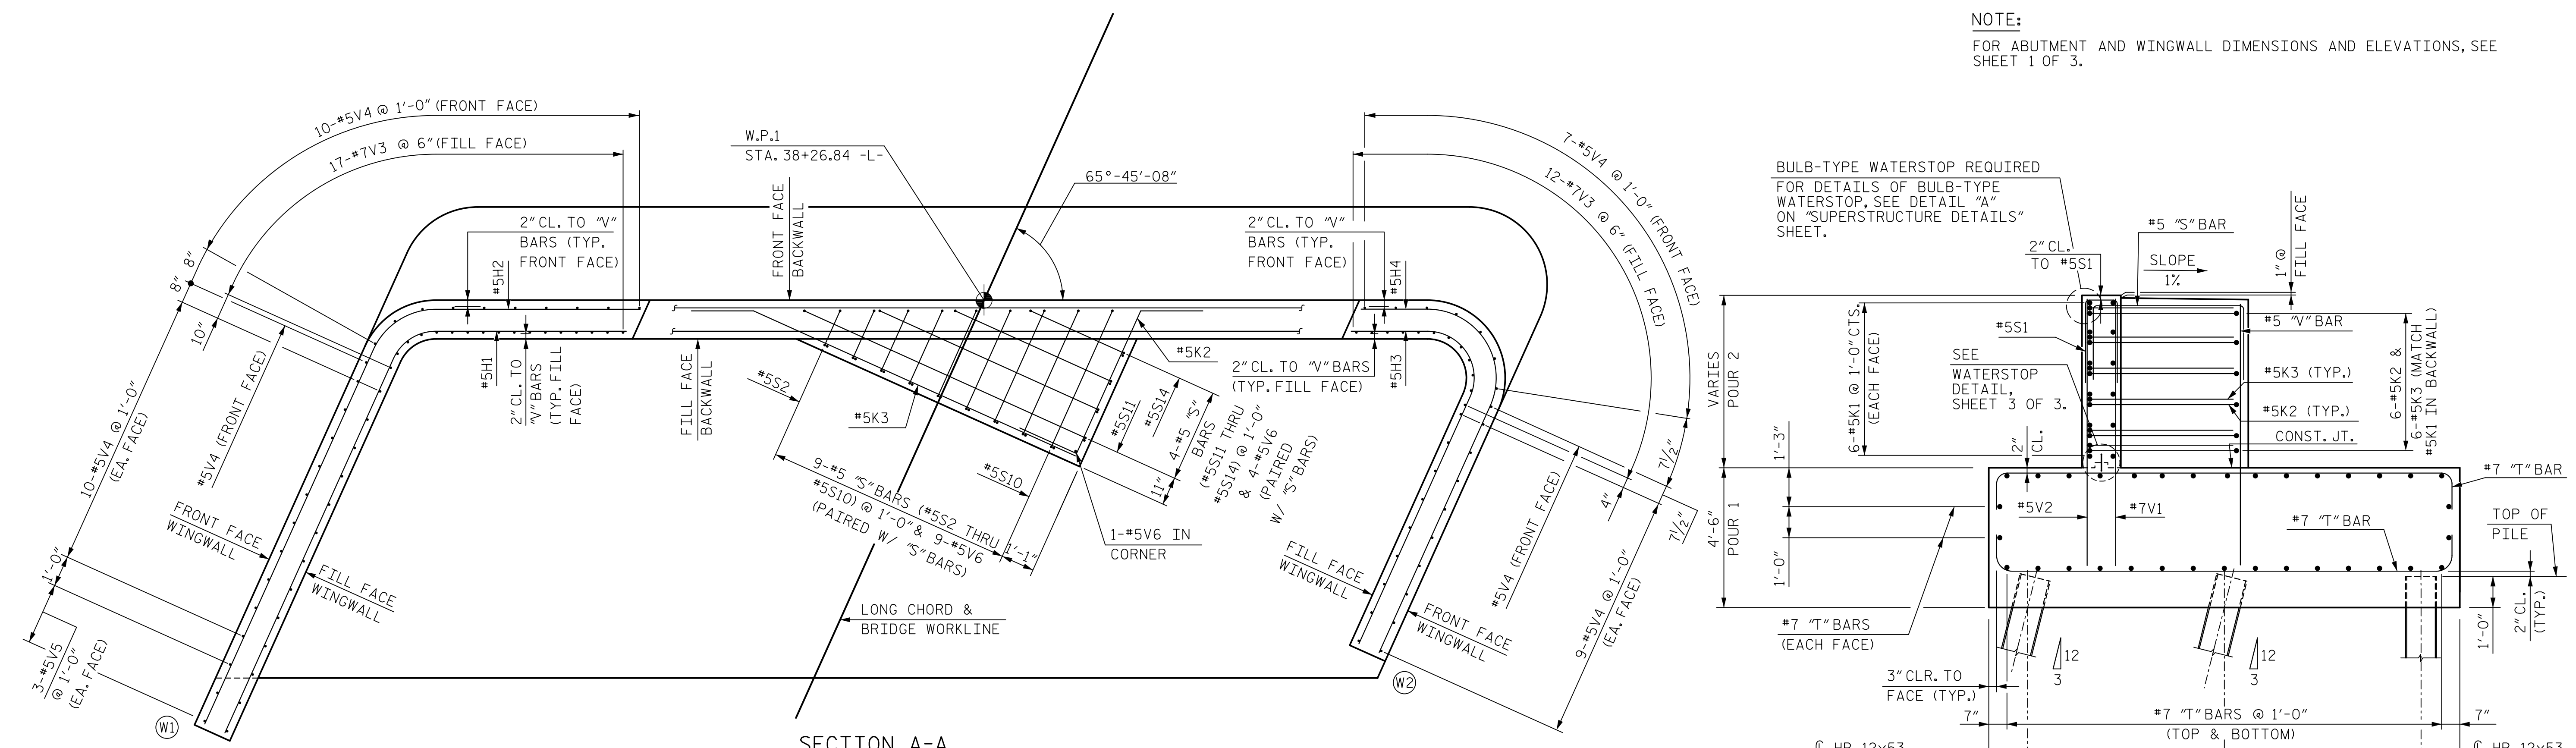 NOTE:
FOR ABUTMENT AND WINGWALL DIMENSIONS AND ELEVATIONS, SEE
SHEET 1 OF 3.
10-#5V4 @ 1'-0" (FRONT FACE)
17-#7V3 @ 6" (FILL FACE)
W.P.1
STA. 38+26.84 -L-
65°-45'-08"
FRONT FACE
BACKWALL
2" CL. TO "V"
BARS (TYP.
FRONT FACE)
#5H2
8"
8"
10"
#5V4 (FRONT FACE)
10-#5V4 @ 1'-0"
(EA. FACE)
#5H1
2" CL. TO
"V" BARS
(TYP. FILL
FACE)
FILL FACE
BACKWALL
FRONT FACE
WINGWALL
FILL FACE
WINGWALL
1'-0"
3-#5V5
@ 1'-0"
(EA. FACE)
W1
#5S2
#5K3
9-#5 "S" BARS (#5S2 THRU
#5S10) @ 1'-0" & 9-#5V6
(PAIRED W/ "S" BARS)
1'-1"
#5S10
LONG CHORD &
BRIDGE WORKLINE
SECTION A-A
2" CL. TO "V"
BARS (TYP.
FRONT FACE)
#5H4
#5K2
2" CL. TO "V" BARS
(TYP. FILL FACE)
#5H3
#5S11
#5S14
4-#5 "S"
BARS
(#5S11 THRU
#5S14) @ 1'-0"
& 4-#5V6
(PAIRED
W/ "S" BARS)
11"
1-#5V6 IN
CORNER
7-#5V4 @ 1'-0" (FRONT FACE)
12-#7V3 @ 6" (FILL FACE)
7½"
4"
7½"
#5V4 (FRONT FACE)
9-#5V4 @ 1'-0"
(EA. FACE)
FILL FACE
WINGWALL
FRONT FACE
WINGWALL
W2
BULB-TYPE WATERSTOP REQUIRED
FOR DETAILS OF BULB-TYPE
WATERSTOP, SEE DETAIL "A"
ON "SUPERSTRUCTURE DETAILS"
SHEET.
2" CL.
TO #5S1
#5 "S" BAR
SLOPE
1%
1" @
FILL FACE
#5S1
SEE
WATERSTOP
DETAIL,
SHEET 3 OF 3.
6-#5K1 @ 1'-0" CTS.
(EACH FACE)
VARIES
POUR 2
1'-3"
2"
CL.
#5 "V" BAR
#5K3 (TYP.)
#5K2 (TYP.)
CONST. JT.
6-#5K2 &
6-#5K3 (MATCH
#5K1 IN BACKWALL)
#7 "T" BAR
4'-6"
POUR 1
1'-0"
#5V2
#7V1
#7 "T" BAR
TOP OF
PILE
#7 "T" BARS
(EACH FACE)
12
3
12
3
1'-0"
2" CL.
(TYP.)
3" CLR. TO
FACE (TYP.)
7"
#7 "T" BARS @ 1'-0"
(TOP & BOTTOM)
7"
℄ HP 12x53
℄ HP 12x53